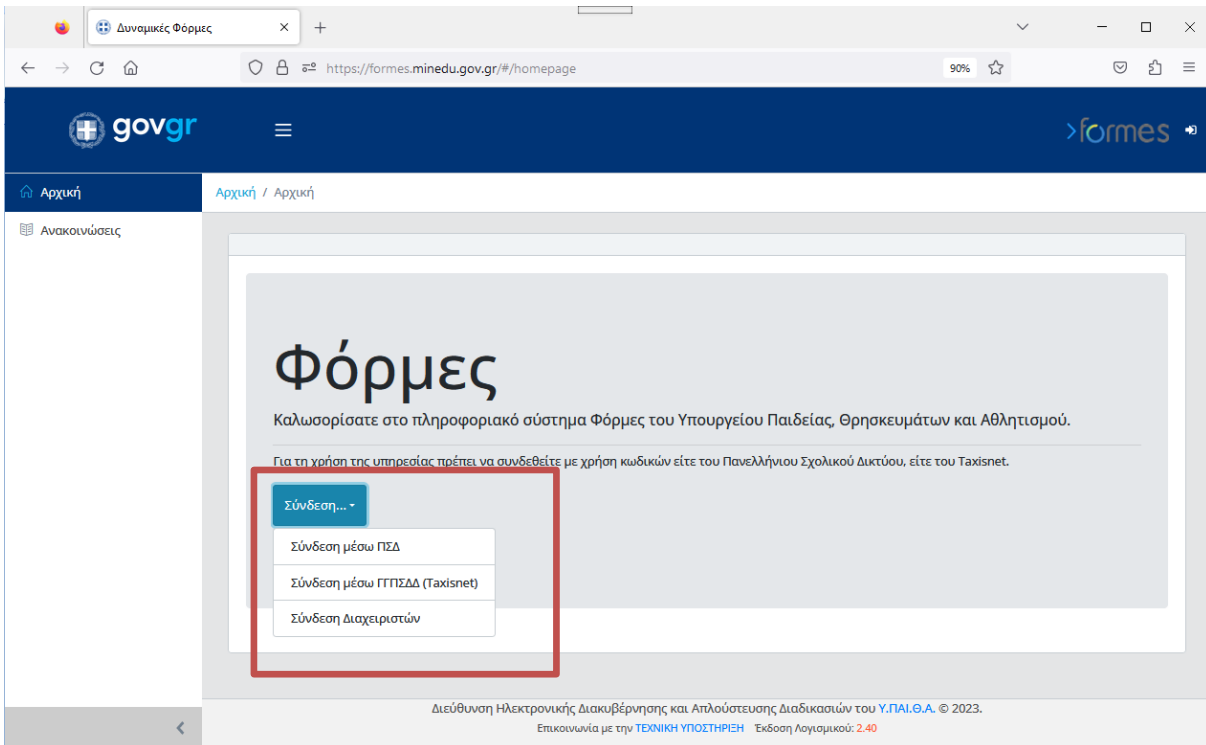 Δυναμικές Φόρμες
https://formes.minedu.gov.gr/#/homepage
90%
govgr
formes
Αρχική
Αρχική / Αρχική
Ανακοινώσεις
Φόρμες
Καλωσορίσατε στο πληροφοριακό σύστημα Φόρμες του Υπουργείου Παιδείας, Θρησκευμάτων και Αθλητισμού.
Για τη χρήση της υπηρεσίας πρέπει να συνδεθείτε με χρήση κωδικών είτε του Πανελλήνιου Σχολικού Δικτύου, είτε του Taxisnet.
Σύνδεση...
Σύνδεση μέσω ΠΣΔ
Σύνδεση μέσω ΓΓΠΣΔΔ (Taxisnet)
Σύνδεση Διαχειριστών
Διεύθυνση Ηλεκτρονικής Διακυβέρνησης και Απλούστευσης Διαδικασιών του Υ.ΠΑΙ.Θ.Α. © 2023.
Επικοινωνία με την ΤΕΧΝΙΚΗ ΥΠΟΣΤΗΡΙΞΗ Έκδοση Λογισμικού: 2.40